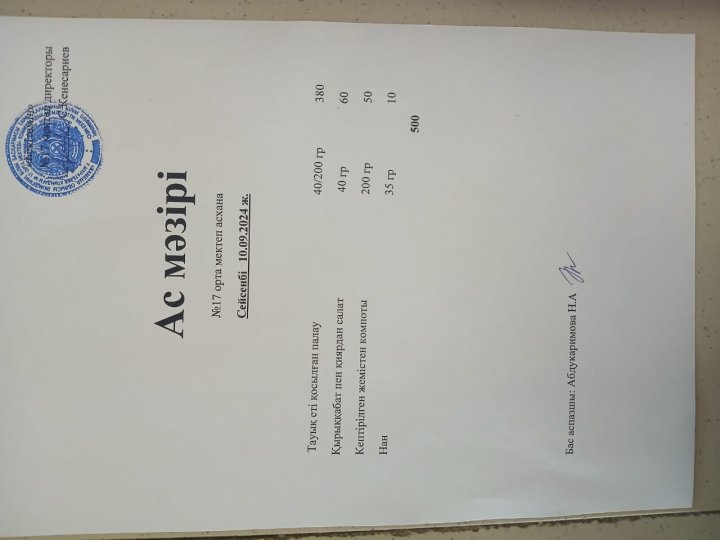 №17 мектеп директоры
Кенесариев
Ас мәзірі
№17 орта мектеп асхана
Сейсенбі 10.09.2024 ж.
Тауық еті қосылған палау 40/200 гр 380
Қырыққабат пен қиярдан салат 40 гр 60
Кептірілген жемістен компоты 200 гр 50
Нан 35 гр 10
500
Бас аспазшы: Абдукаримова Н.А